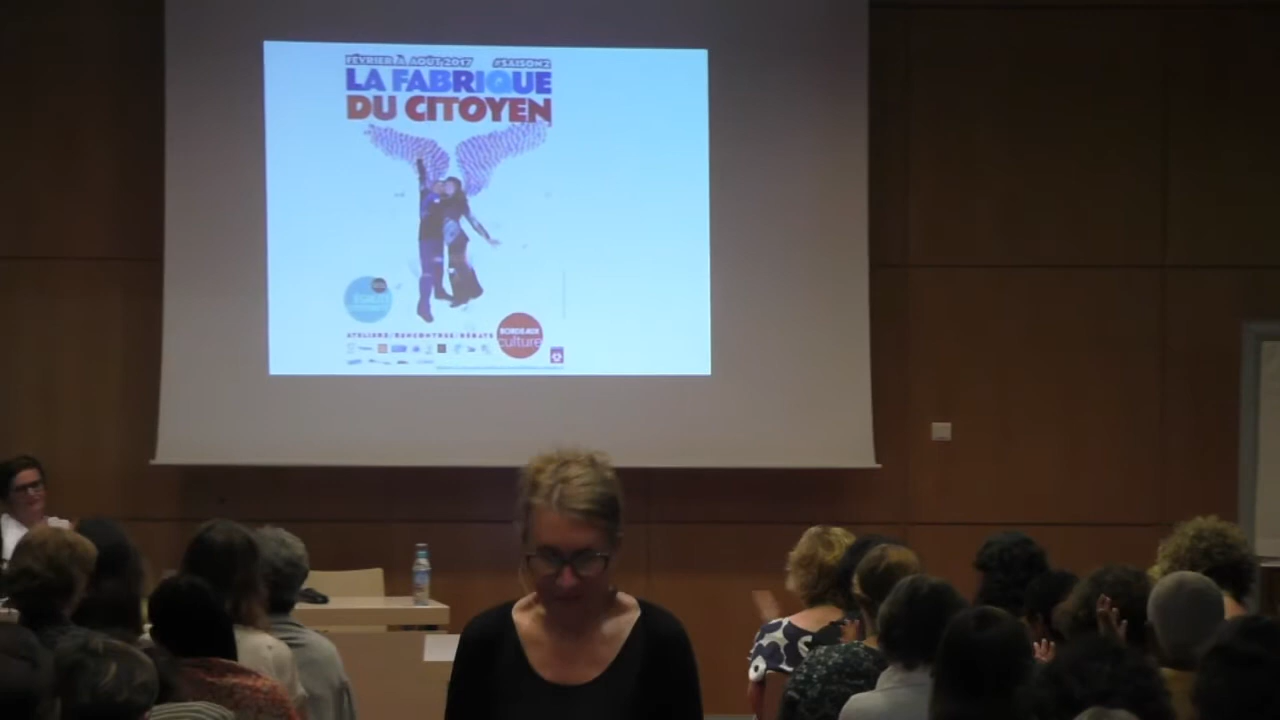 FÉVRIER À AOÛT 2017 #SAISON2
LA FABRIQUE
DU CITOYEN
ATELIERS/RENCONTRES/DÉBATS
BORDEAUX
culture